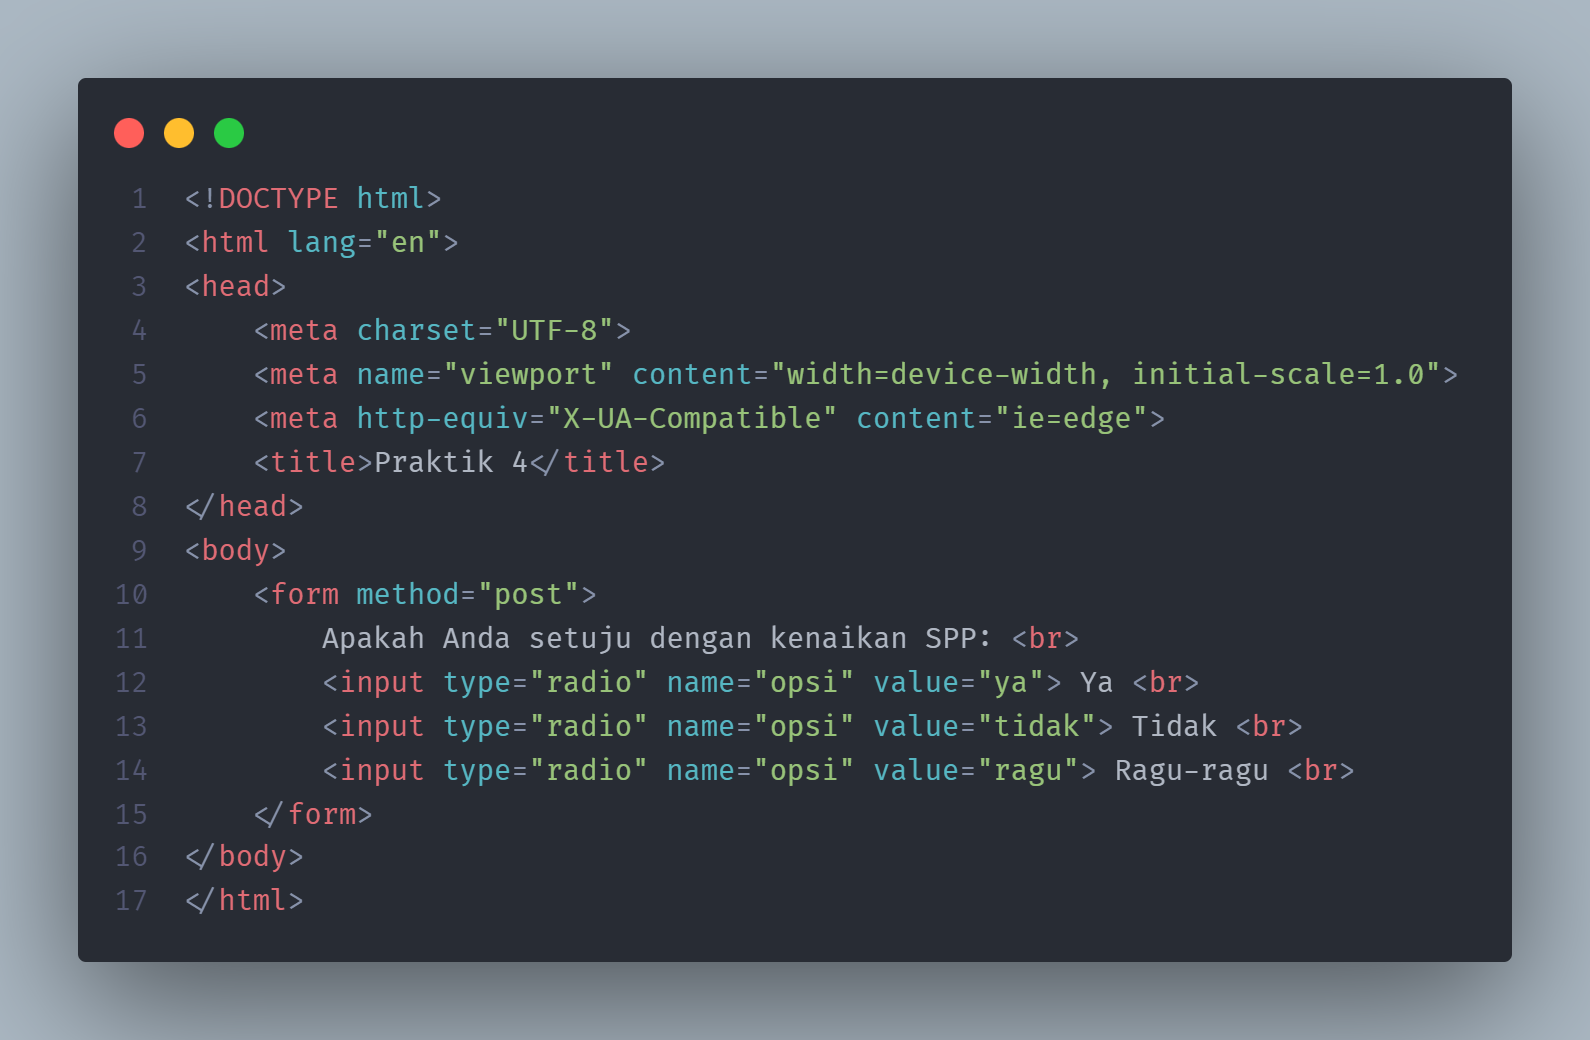 1 <!DOCTYPE html>
2 <html lang="en">
3 <head>
4     <meta charset="UTF-8">
5     <meta name="viewport" content="width=device-width, initial-scale=1.0">
6     <meta http-equiv="X-UA-Compatible" content="ie=edge">
7     <title>Praktik 4</title>
8 </head>
9 <body>
10     <form method="post">
11         Apakah Anda setuju dengan kenaikan SPP: <br>
12         <input type="radio" name="opsi" value="ya"> Ya <br>
13         <input type="radio" name="opsi" value="tidak"> Tidak <br>
14         <input type="radio" name="opsi" value="ragu"> Ragu-ragu <br>
15     </form>
16 </body>
17 </html>